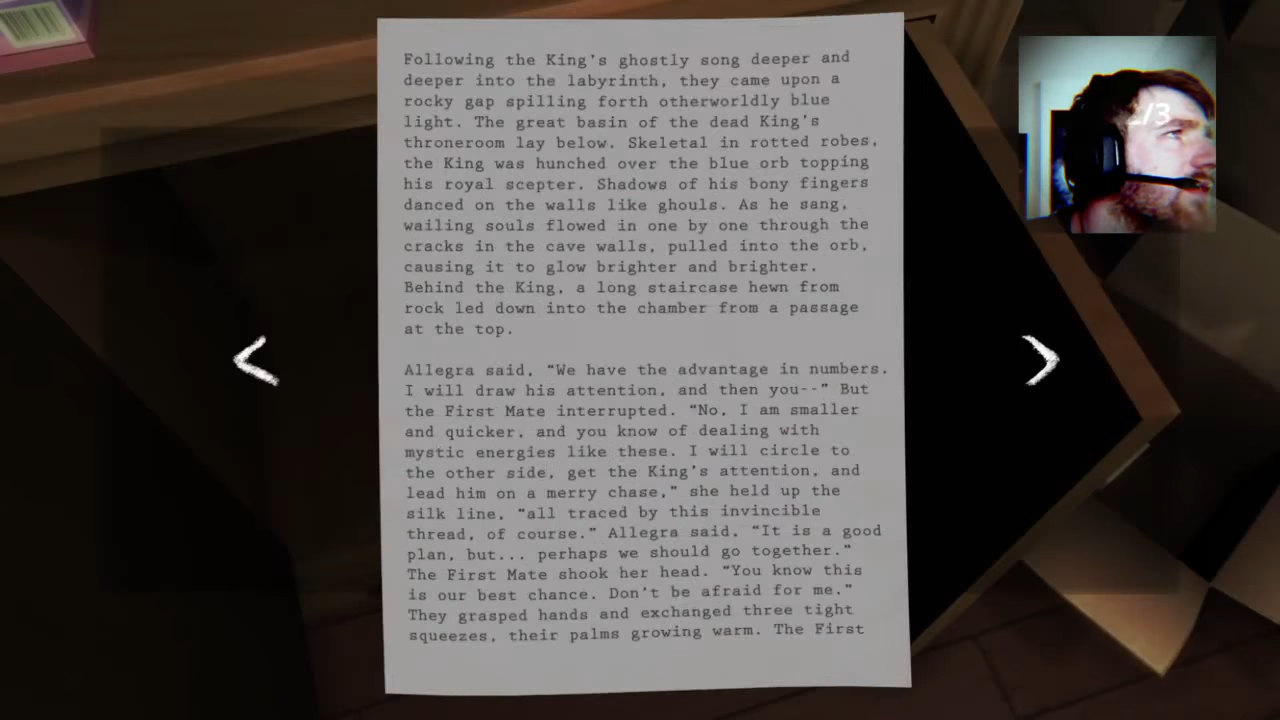 Following the King's ghostly song deeper and
deeper into the labyrinth, they came upon a
rocky gap spilling forth otherworldly blue
light. The great basin of the dead King's
throneroom lay below. Skeletal in rotted robes,
the King was hunched over the blue orb topping
his royal scepter. Shadows of his bony fingers
danced on the walls like ghouls. As he sang,
wailing souls flowed in one by one through the
cracks in the cave walls, pulled into the orb,
causing it to glow brighter and brighter.
Behind the King, a long staircase hewn from
rock led down into the chamber from a passage
at the top.
Allegra said, “We have the advantage in numbers.
I will draw his attention, and then you--” But
the First Mate interrupted. “No, I am smaller
and quicker, and you know of dealing with
mystic energies like these. I will circle to
the other side, get the King's attention, and
lead him on a merry chase,” she held up the
silk line, “all traced by this invincible
thread, of course.” Allegra said, “It is a good
plan, but... perhaps we should go together.”
The First Mate shook her head. “You know this
is our best chance. Don't be afraid for me.”
They grasped hands and exchanged three tight
squeezes, their palms growing warm. The First
/3